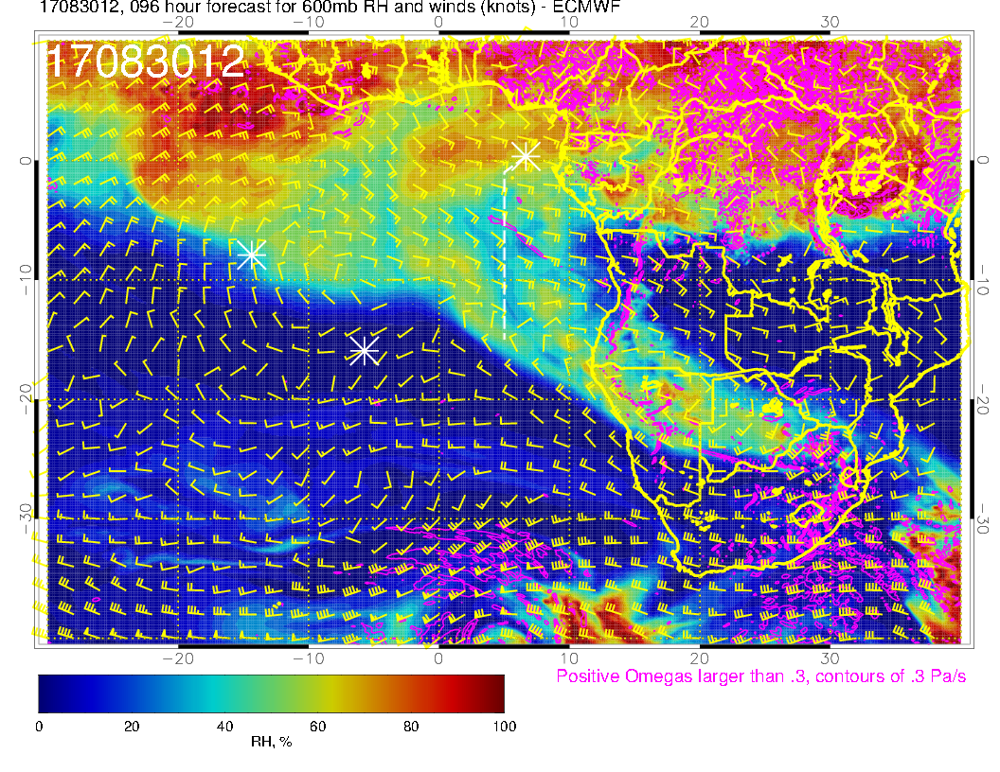 17083012, 096 hour forecast for 600mb RH and winds (knots) - ECMWF
−20 −10 0 10 20 30
17083012
0 0
−10 −10
−20 −20
−30 −30
−20 −10 0 10 20 30
Positive Omegas larger than .3, contours of .3 Pa/s
0 20 40 60 80 100
RH, %